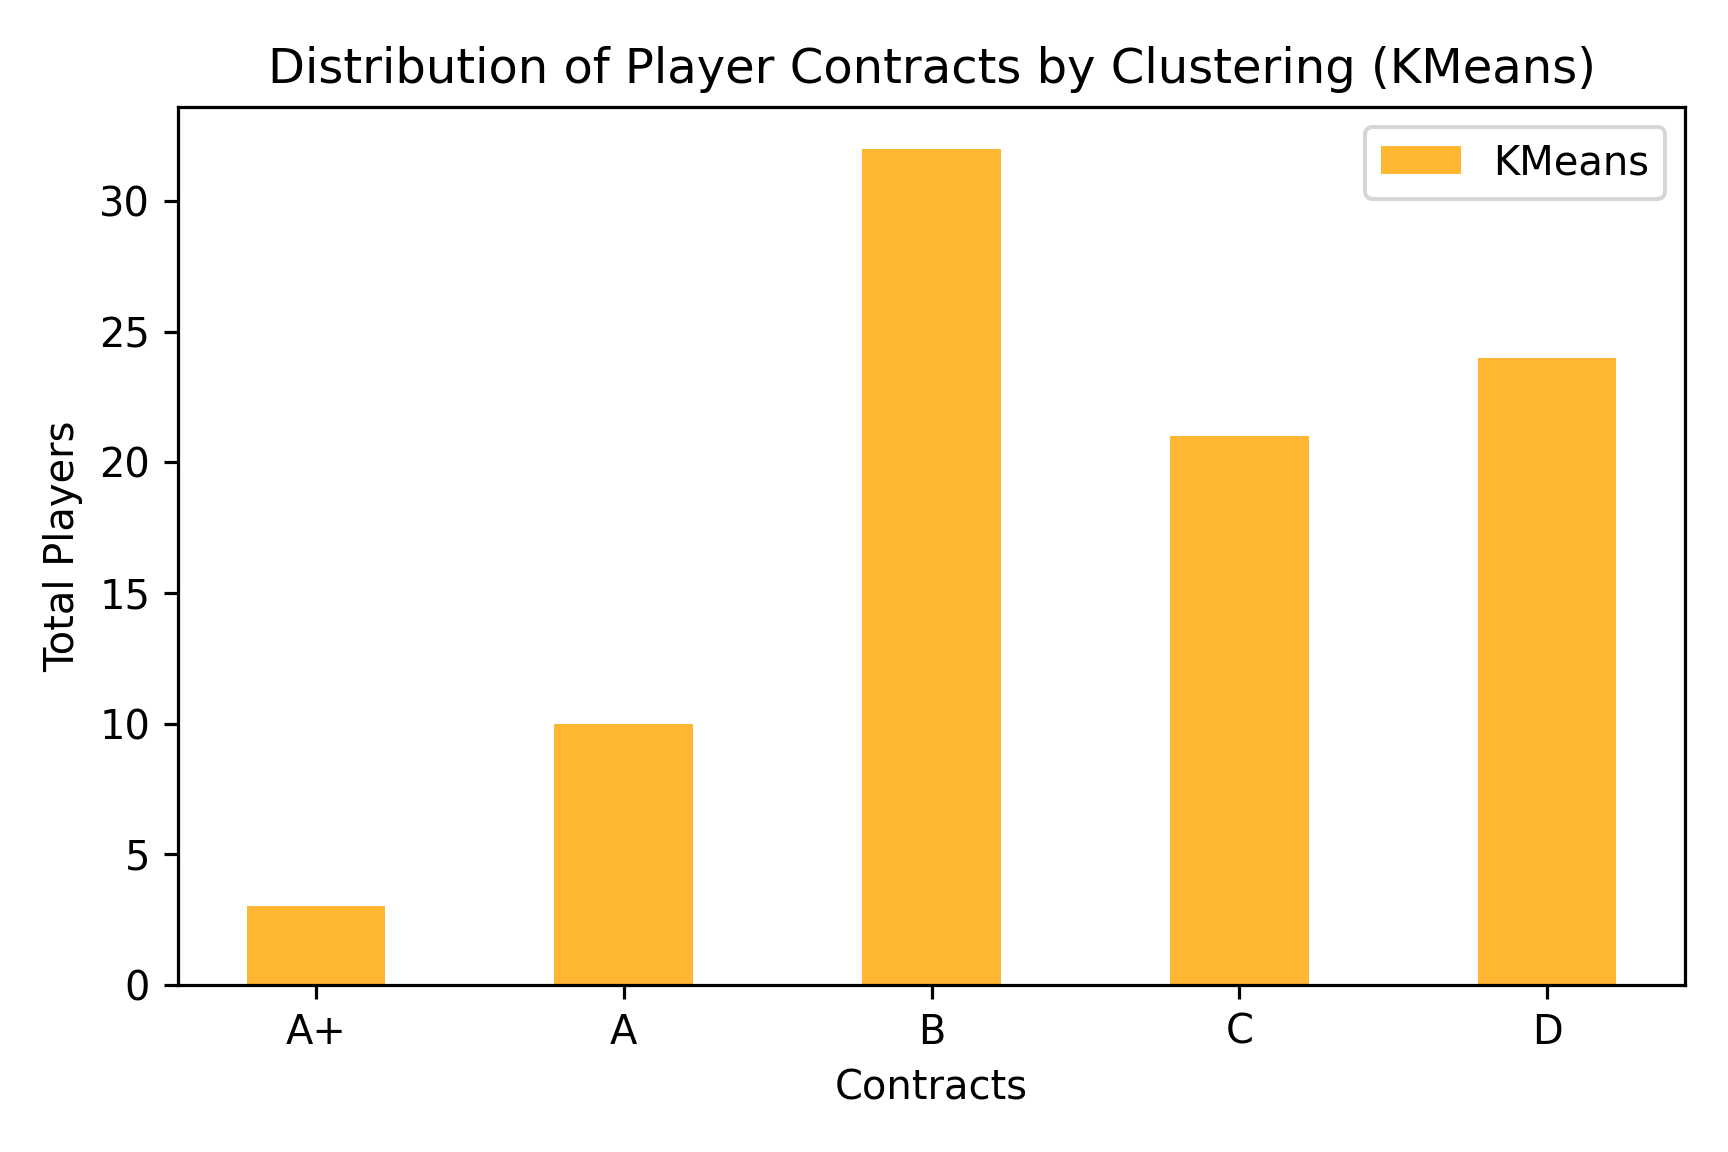 Distribution of Player Contracts by Clustering (KMeans)
KMeans
30
25
20
15
10
5
0
Total Players
A+ A B C D
Contracts